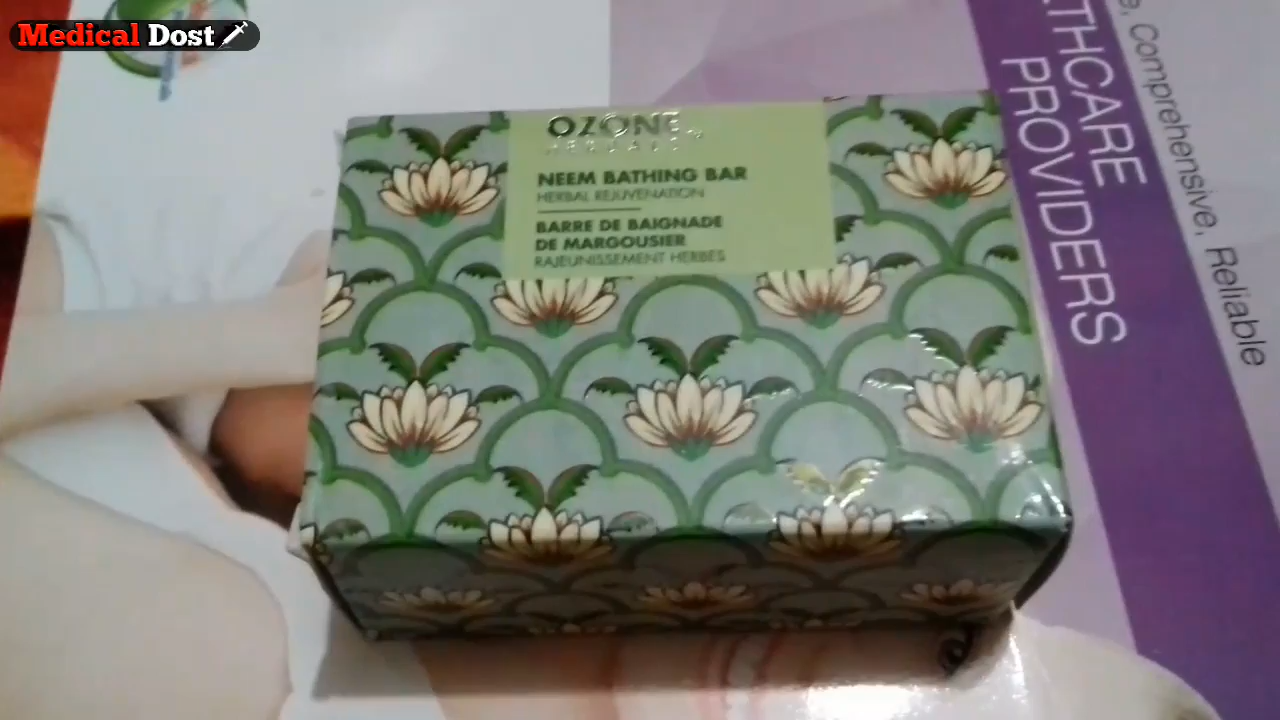 Medical Dost
OZONE
HERBALS
NEEM BATHING BAR
HERBAL REJUVENATION
BARRE DE BAIGNADE
DE MARGOUSIER
RAJEUNISSEMENT HERBES
THCARE
PROVIDERS
e, Comprehensive, Reliable